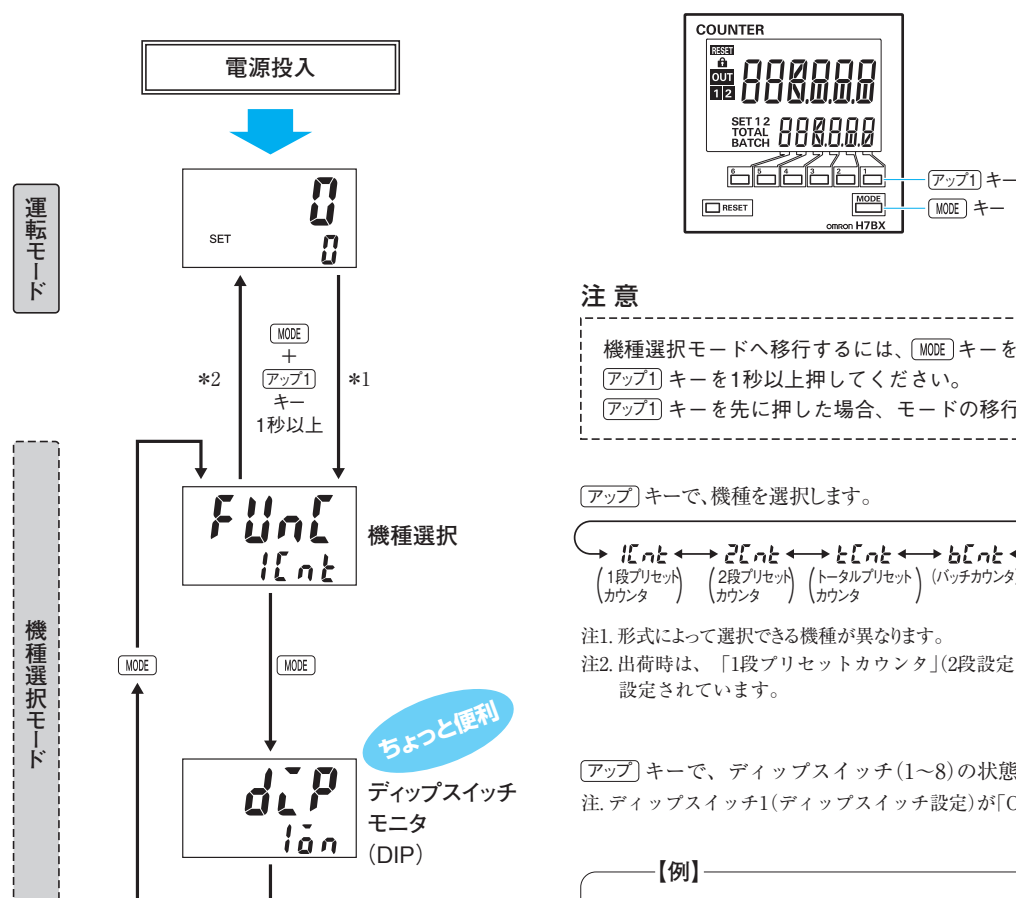 電源投入
運転モード
SET
0
0
MODE
+
アップ1
キー
1秒以上
*2
*1
機種選択モード
FUnC
1Cnt
機種選択
MODE
MODE
ちょっと便利
diP
1on
ディップスイッチ
モニタ
(DIP)
COUNTER
RESET
OUT
1 2
888888
SET 1 2
TOTAL
BATCH
888888
6 5 4 3 2 1
RESET
MODE
OMRON H7BX
アップ1 キー
MODE キー
注 意
機種選択モードへ移行するには、MODE キーを
アップ1 キーを1秒以上押してください。
アップ1 キーを先に押した場合、モードの移行
アップ キーで、機種を選択します。
1Cnt 2Cnt tCnt bCnt
(1段プリセットカウンタ)
(2段プリセットカウンタ)
(トータルプリセットカウンタ)
(バッチカウンタ)
注1. 形式によって選択できる機種が異なります。
注2. 出荷時は、「1段プリセットカウンタ」(2段設定
設定されています。
アップ キーで、ディップスイッチ(1~8)の状態
注. ディップスイッチ1(ディップスイッチ設定)が「O
【例】